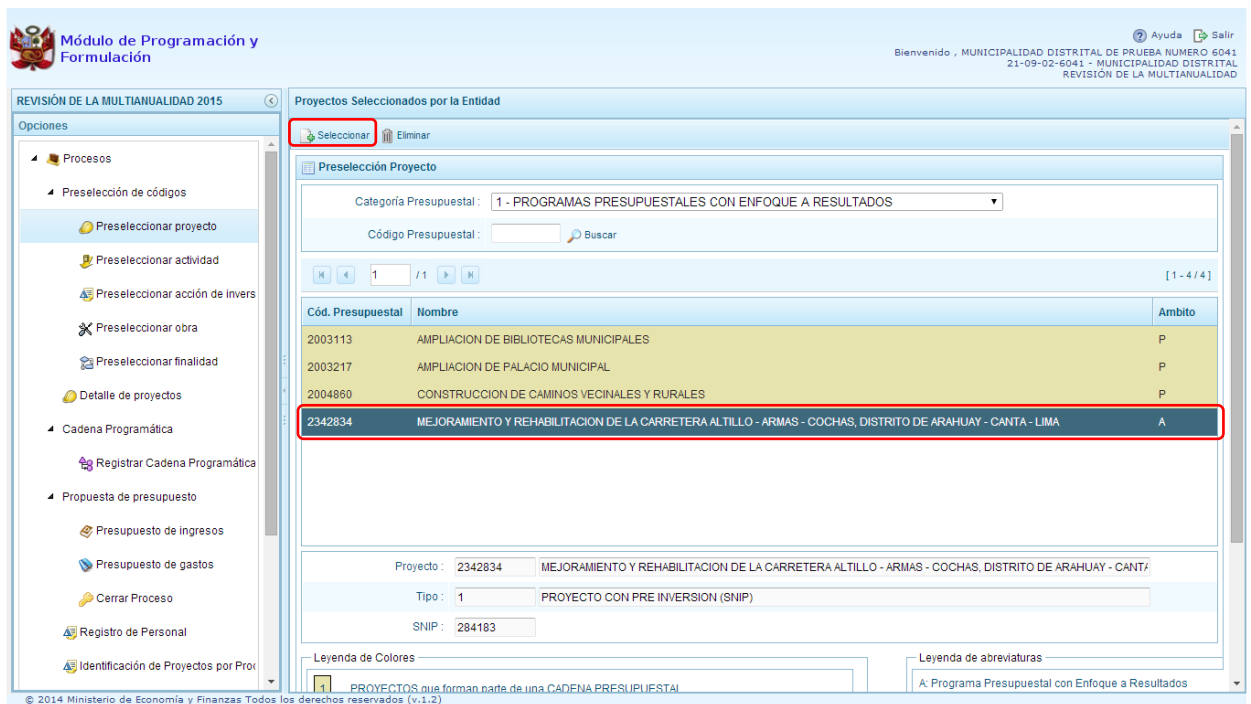 Módulo de Programación y
Formulación
Ayuda Salir
Bienvenido , MUNICIPALIDAD DISTRITAL DE PRUEBA NUMERO 6041
21-09-02-6041 - MUNICIPALIDAD DISTRITAL
REVISIÓN DE LA MULTIANUALIDAD
REVISIÓN DE LA MULTIANUALIDAD 2015
Opciones
Procesos
Preselección de códigos
Preseleccionar proyecto
Preseleccionar actividad
Preseleccionar acción de invers
Preseleccionar obra
Preseleccionar finalidad
Detalle de proyectos
Cadena Programática
Registrar Cadena Programática
Propuesta de presupuesto
Presupuesto de ingresos
Presupuesto de gastos
Cerrar Proceso
Registro de Personal
Identificación de Proyectos por Pro
Proyectos Seleccionados por la Entidad
Seleccionar Eliminar
Preselección Proyecto
Categoría Presupuestal : 1 - PROGRAMAS PRESUPUESTALES CON ENFOQUE A RESULTADOS
Código Presupuestal : Buscar
1 / 1 [ 1 - 4 / 4 ]
Cód. Presupuestal Nombre Ambito
2003113 AMPLIACION DE BIBLIOTECAS MUNICIPALES P
2003217 AMPLIACION DE PALACIO MUNICIPAL P
2004860 CONSTRUCCION DE CAMINOS VECINALES Y RURALES P
2342834 MEJORAMIENTO Y REHABILITACION DE LA CARRETERA ALTILLO - ARMAS - COCHAS, DISTRITO DE ARAHUAY - CANTA - LIMA A
Proyecto : 2342834 MEJORAMIENTO Y REHABILITACION DE LA CARRETERA ALTILLO - ARMAS - COCHAS, DISTRITO DE ARAHUAY - CANTA
Tipo : 1 PROYECTO CON PRE INVERSION (SNIP)
SNIP : 284183
Leyenda de Colores
1 PROYECTOS que forman parte de una CADENA PRESUPUESTAL
Leyenda de abreviaturas
A: Programa Presupuestal con Enfoque a Resultados
© 2014 Ministerio de Economía y Finanzas Todos los derechos reservados (v.1.2)